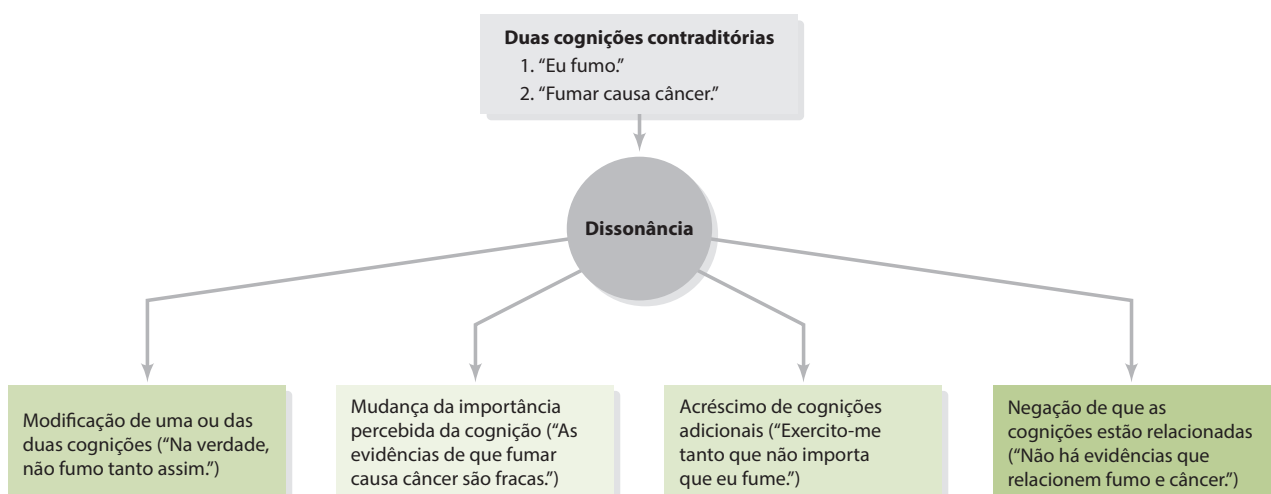 Duas cognições contraditórias
1. “Eu fumo.”
2. “Fumar causa câncer.”
Dissonância
Modificação de uma ou das
duas cognições (“Na verdade,
não fumo tanto assim.”)
Mudança da importância
percebida da cognição (“As
evidências de que fumar
causa câncer são fracas.”)
Acréscimo de cognições
adicionais (“Exercito-me
tanto que não importa
que eu fume.”)
Negação de que as
cognições estão relacionadas
(“Não há evidências que
relacionem fumo e câncer.”)